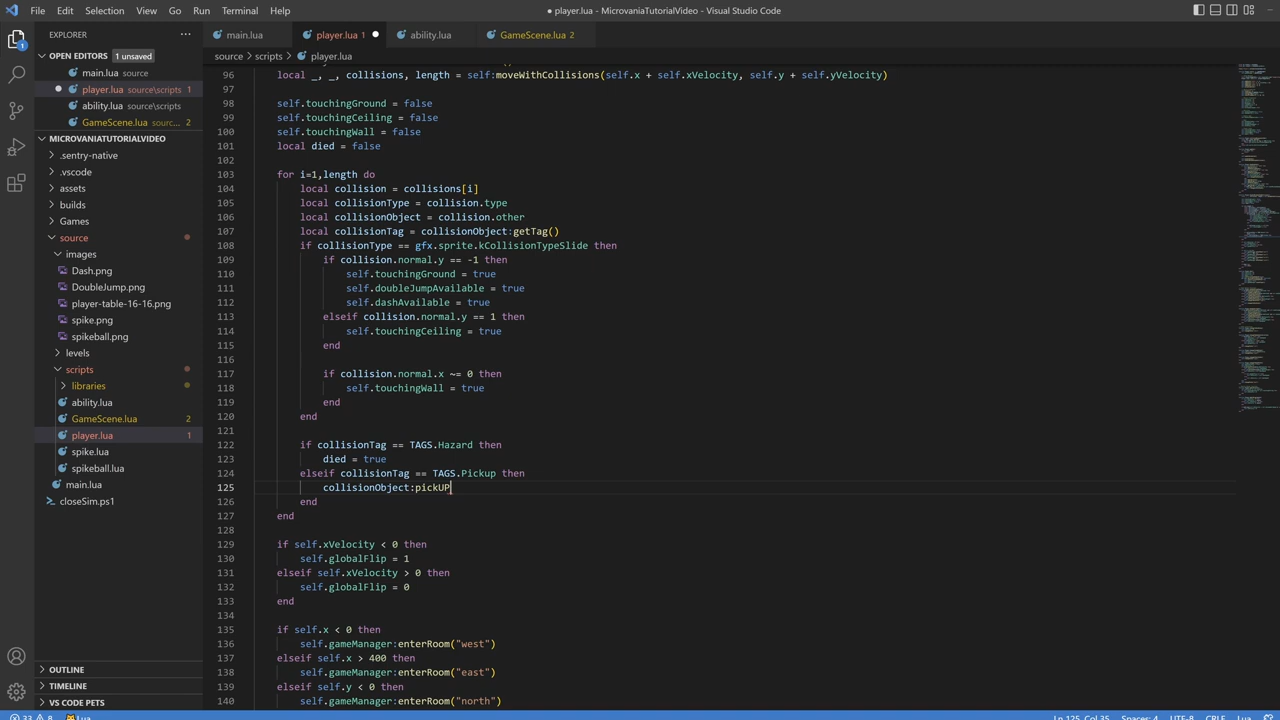 File Edit Selection View Go Run Terminal Help
● player.lua - MicrovaniaTutorialVideo - Visual Studio Code
EXPLORER
OPEN EDITORS 1 unsaved
main.lua source
player.lua source\scripts 1
ability.lua source\scripts
GameScene.lua sourc... 2
MICROVANIATUTORIALVIDEO
.sentry-native
.vscode
assets
builds
Games
source
images
Dash.png
DoubleJump.png
player-table-16-16.png
spike.png
spikeball.png
levels
scripts
libraries
ability.lua
GameScene.lua 2
player.lua 1
spike.lua
spikeball.lua
main.lua
closeSim.ps1
OUTLINE
TIMELINE
VS CODE PETS
main.lua player.lua 1 ability.lua GameScene.lua 2
source > scripts > player.lua
96 local _, _, collisions, length = self:moveWithCollisions(self.x + self.xVelocity, self.y + self.yVelocity)
97
98 self.touchingGround = false
99 self.touchingCeiling = false
100 self.touchingWall = false
101 local died = false
102
103 for i=1,length do
104 local collision = collisions[i]
105 local collisionType = collision.type
106 local collisionObject = collision.other
107 local collisionTag = collisionObject:getTag()
108 if collisionType == gfx.sprite.kCollisionTypeSlide then
109 if collision.normal.y == -1 then
110 self.touchingGround = true
111 self.doubleJumpAvailable = true
112 self.dashAvailable = true
113 elseif collision.normal.y == 1 then
114 self.touchingCeiling = true
115 end
116
117 if collision.normal.x ~= 0 then
118 self.touchingWall = true
119 end
120 end
121
122 if collisionTag == TAGS.Hazard then
123 died = true
124 elseif collisionTag == TAGS.Pickup then
125 collisionObject:pickUP
126 end
127 end
128
129 if self.xVelocity < 0 then
130 self.globalFlip = 1
131 elseif self.xVelocity > 0 then
132 self.globalFlip = 0
133 end
134
135 if self.x < 0 then
136 self.gameManager:enterRoom("west")
137 elseif self.x > 400 then
138 self.gameManager:enterRoom("east")
139 elseif self.y < 0 then
140 self.gameManager:enterRoom("north")
33 8 Lua
Ln 125, Col 35 Spaces: 4 UTF-8 CRLF Lua